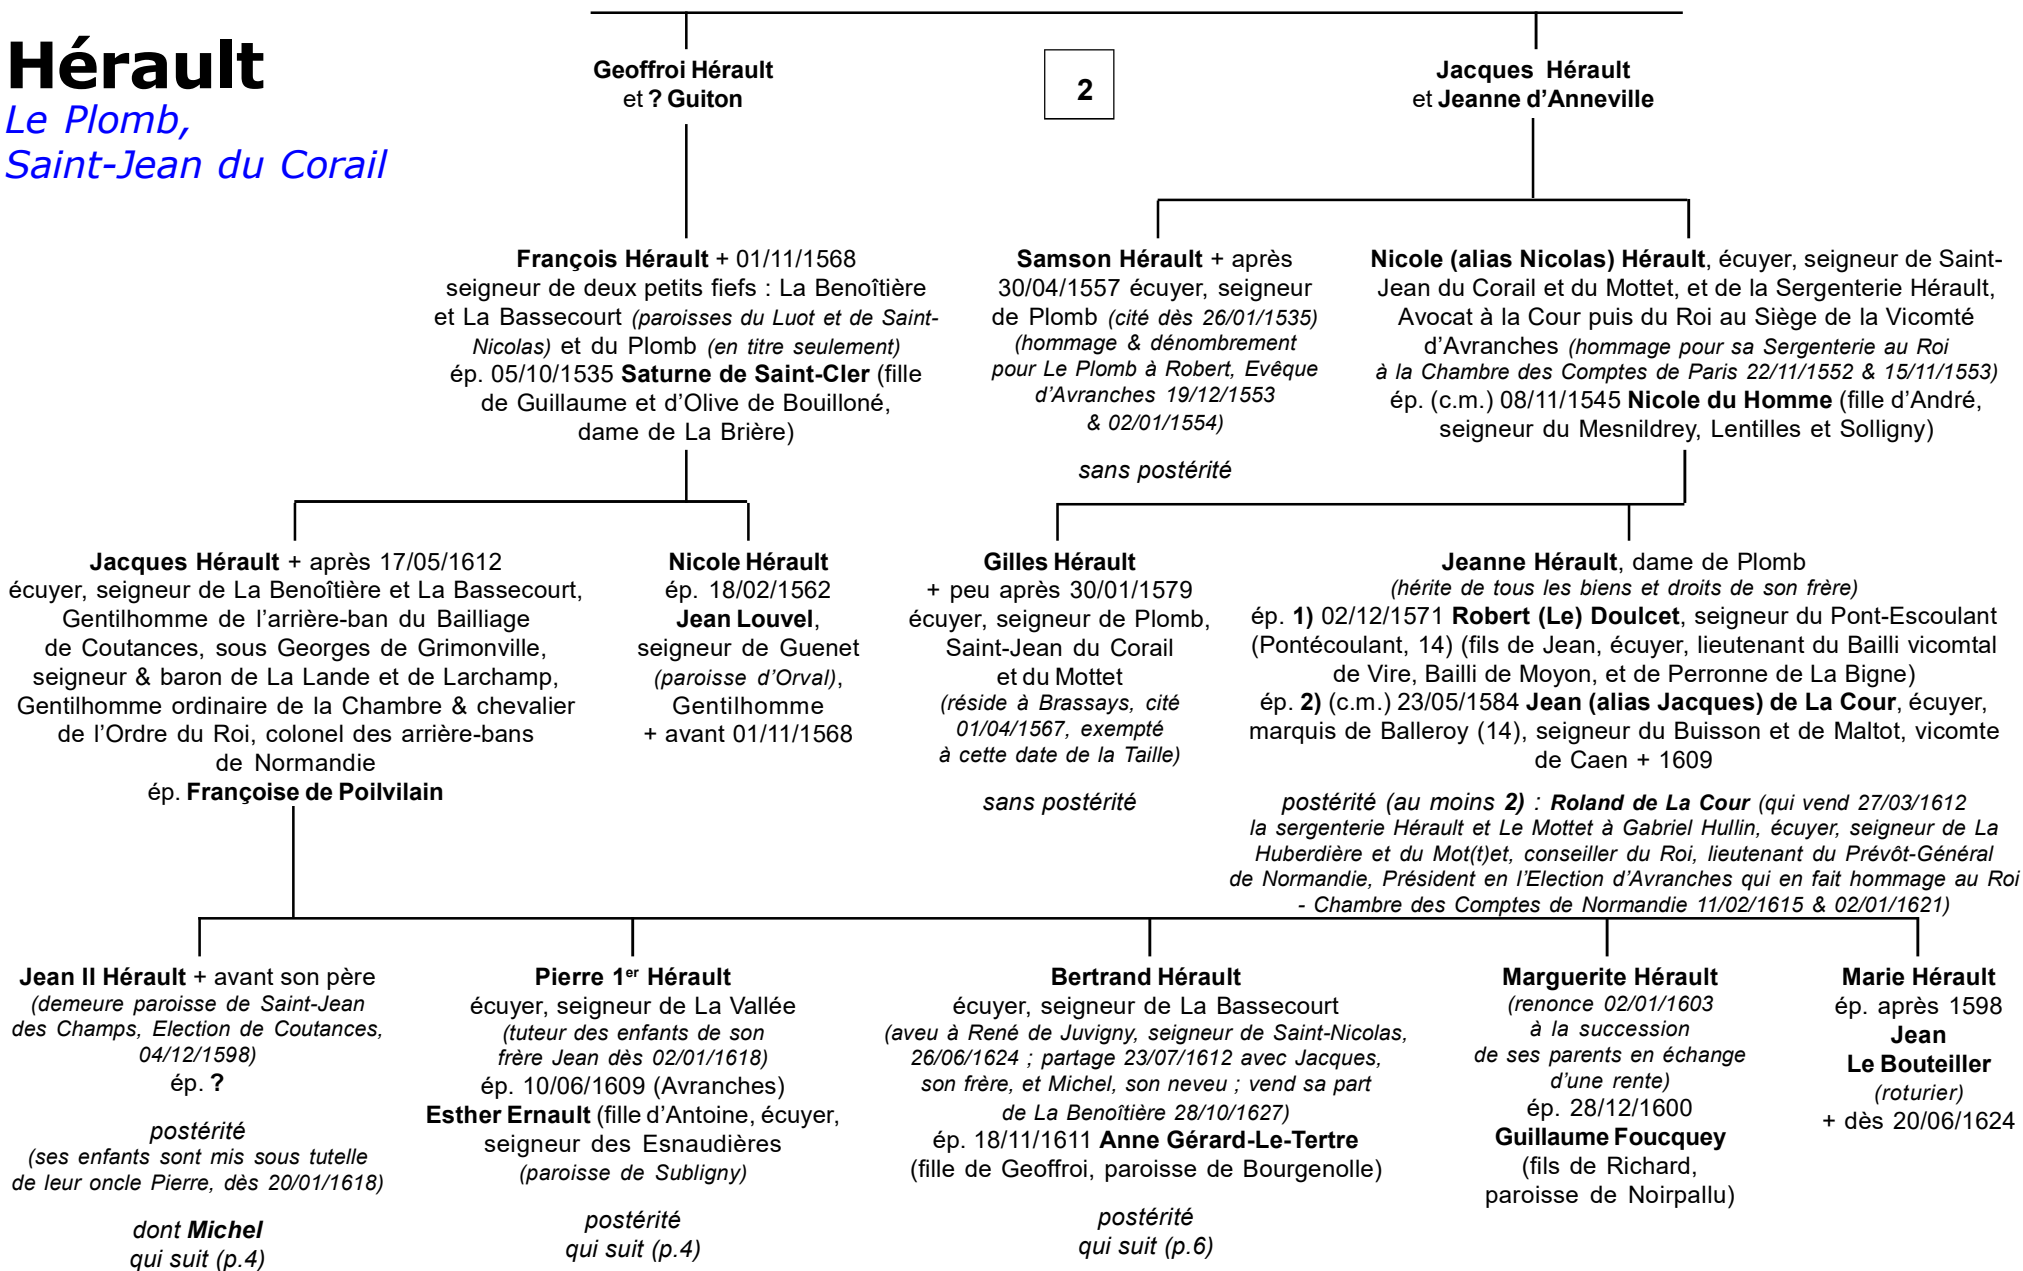 Hérault
Le Plomb,
Saint-Jean du Corail
Geoffroi Hérault
et ? Guiton
2
Jacques Hérault
et Jeanne d’Anneville
François Hérault + 01/11/1568
seigneur de deux petits fiefs : La Benoîtière
et La Bassecourt (paroisses du Luot et de Saint-
Nicolas) et du Plomb (en titre seulement)
ép. 05/10/1535 Saturne de Saint-Cler (fille
de Guillaume et d’Olive de Bouilloné,
dame de La Brière)
Samson Hérault + après
30/04/1557 écuyer, seigneur
de Plomb (cité dès 26/01/1535)
(hommage & dénombrement
pour Le Plomb à Robert, Evêque
d’Avranches 19/12/1553
& 02/01/1554)
sans postérité
Nicole (alias Nicolas) Hérault, écuyer, seigneur de Saint-
Jean du Corail et du Mottet, et de la Sergenterie Hérault,
Avocat à la Cour puis du Roi au Siège de la Vicomté
d’Avranches (hommage pour sa Sergenterie au Roi
à la Chambre des Comptes de Paris 22/11/1552 & 15/11/1553)
ép. (c.m.) 08/11/1545 Nicole du Homme (fille d’André,
seigneur du Mesnildrey, Lentilles et Solligny)
Jacques Hérault + après 17/05/1612
écuyer, seigneur de La Benoîtière et La Bassecourt,
Gentilhomme de l’arrière-ban du Bailliage
de Coutances, sous Georges de Grimonville,
seigneur & baron de La Lande et de Larchamp,
Gentilhomme ordinaire de la Chambre & chevalier
de l’Ordre du Roi, colonel des arrière-bans
de Normandie
ép. Françoise de Poilvilain
Nicole Hérault
ép. 18/02/1562
Jean Louvel,
seigneur de Guenet
(paroisse d’Orval),
Gentilhomme
+ avant 01/11/1568
Gilles Hérault
+ peu après 30/01/1579
écuyer, seigneur de Plomb,
Saint-Jean du Corail
et du Mottet
(réside à Brassays, cité
01/04/1567, exempté
à cette date de la Taille)
sans postérité
Jeanne Hérault, dame de Plomb
(hérite de tous les biens et droits de son frère)
ép. 1) 02/12/1571 Robert (Le) Doulcet, seigneur du Pont-Escoulant
(Pontécoulant, 14) (fils de Jean, écuyer, lieutenant du Bailli vicomtal
de Vire, Bailli de Moyon, et de Perronne de La Bigne)
ép. 2) (c.m.) 23/05/1584 Jean (alias Jacques) de La Cour, écuyer,
marquis de Balleroy (14), seigneur du Buisson et de Maltot, vicomte
de Caen + 1609
postérité (au moins 2) : Roland de La Cour (qui vend 27/03/1612
la sergenterie Hérault et Le Mottet à Gabriel Hullin, écuyer, seigneur de La
Huberdière et du Mot(t)et, conseiller du Roi, lieutenant du Prévôt-Général
de Normandie, Président en l’Election d’Avranches qui en fait hommage au Roi
- Chambre des Comptes de Normandie 11/02/1615 & 02/01/1621)
Jean II Hérault + avant son père
(demeure paroisse de Saint-Jean
des Champs, Election de Coutances,
04/12/1598)
ép. ?
postérité
(ses enfants sont mis sous tutelle
de leur oncle Pierre, dès 20/01/1618)
dont Michel
qui suit (p.4)
Pierre 1er Hérault
écuyer, seigneur de La Vallée
(tuteur des enfants de son
frère Jean dès 02/01/1618)
ép. 10/06/1609 (Avranches)
Esther Ernault (fille d’Antoine, écuyer,
seigneur des Esnaudières
(paroisse de Subligny)
postérité
qui suit (p.4)
Bertrand Hérault
écuyer, seigneur de La Bassecourt
(aveu à René de Juvigny, seigneur de Saint-Nicolas,
26/06/1624 ; partage 23/07/1612 avec Jacques,
son frère, et Michel, son neveu ; vend sa part
de La Benoîtière 28/10/1627)
ép. 18/11/1611 Anne Gérard-Le-Tertre
(fille de Geoffroi, paroisse de Bourgenolle)
postérité
qui suit (p.6)
Marguerite Hérault
(renonce 02/01/1603
à la succession
de ses parents en échange
d’une rente)
ép. 28/12/1600
Guillaume Foucquey
(fils de Richard,
paroisse de Noirpallu)
Marie Hérault
ép. après 1598
Jean
Le Bouteiller
(roturier)
+ dès 20/06/1624